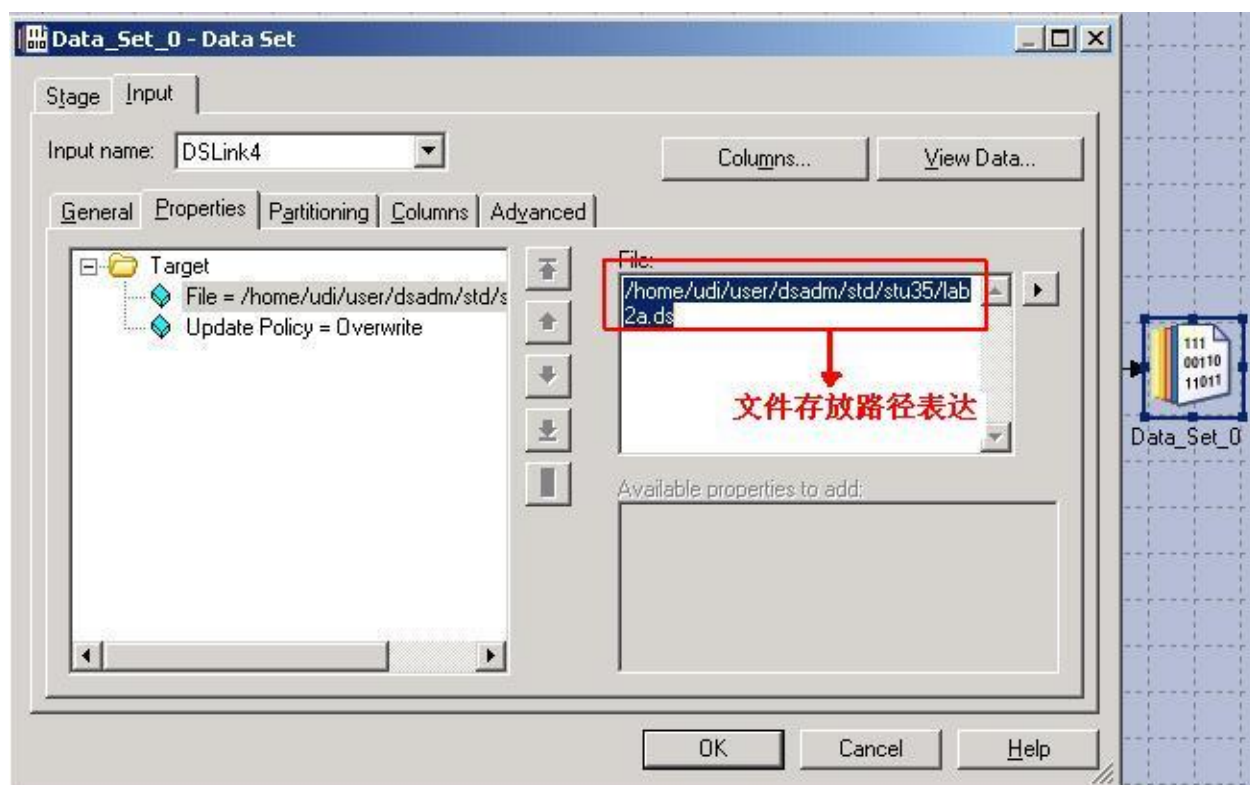 Data_Set_0 - Data Set
Stage Input
Input name: DSLink4 Columns... View Data...
General Properties Partitioning Columns Advanced
Target
File = /home/udi/user/dsadm/std/s
Update Policy = Overwrite
File:
/home/udi/user/dsadm/std/stu35/lab
2a.ds
文件存放路径表达
Available properties to add:
OK Cancel Help
111
00110
11011
Data_Set_0